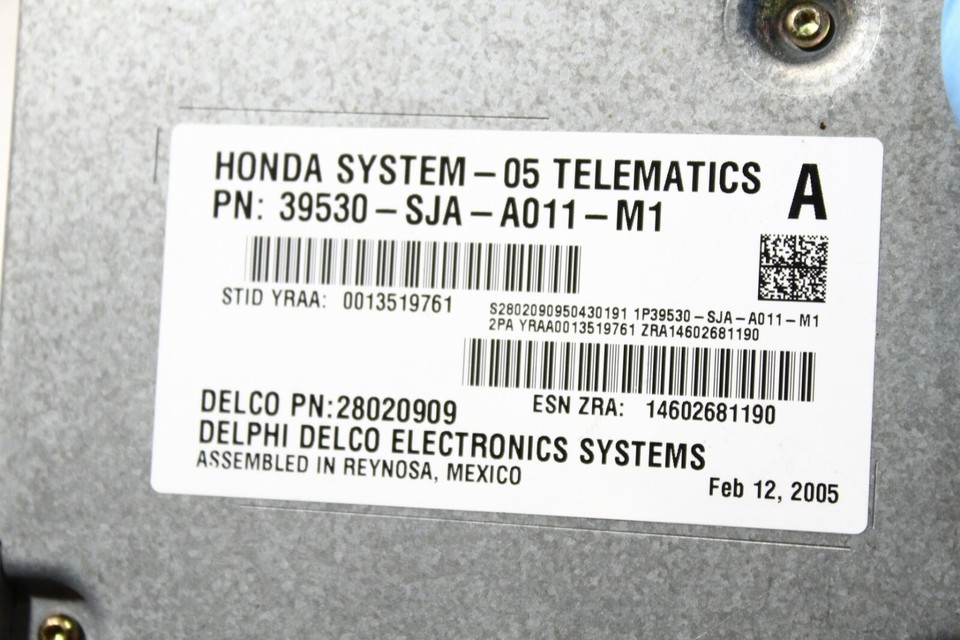 HONDA SYSTEM – 05 TELEMATICS A
PN: 39530 – SJA – A011 – M1
STID YRAA: 0013519761
S2802090950430191 1P39530–SJA–A011–M1
2PA YRAA0013519761 ZRA14602681190
ESN ZRA: 14602681190
DELCO PN:28020909
DELPHI DELCO ELECTRONICS SYSTEMS
ASSEMBLED IN REYNOSA, MEXICO
Feb 12, 2005